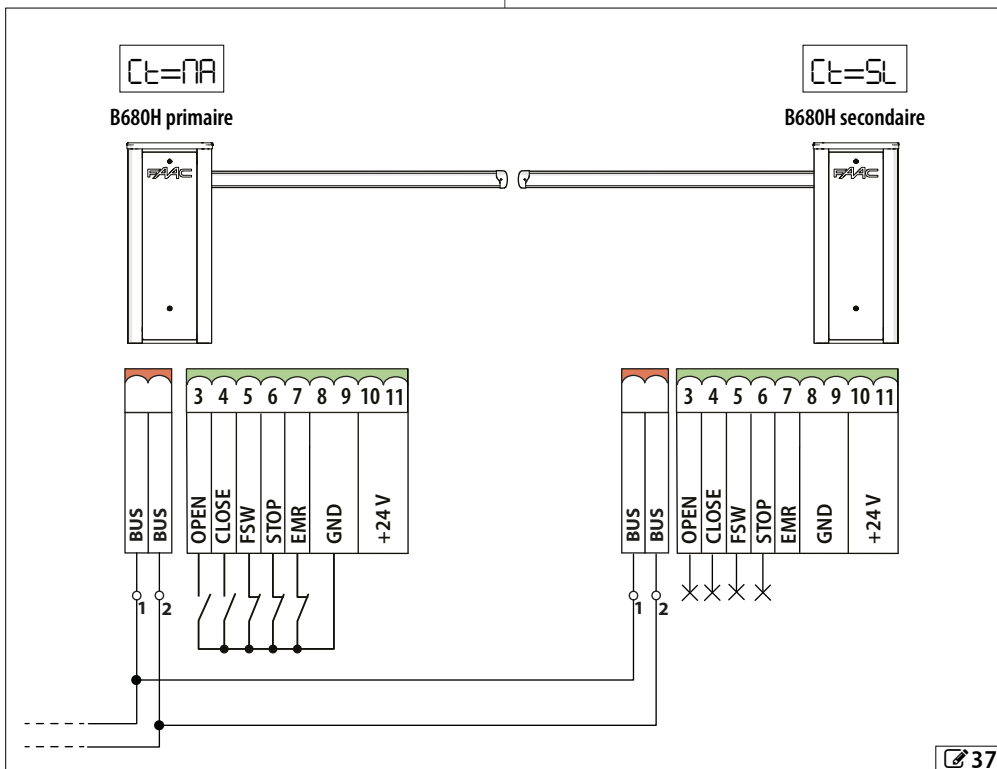 Ct=MA
Ct=SL
B680H primaire
B680H secondaire
FAAC
FAAC
3 4 5 6 7 8 9 10 11
3 4 5 6 7 8 9 10 11
BUS BUS OPEN CLOSE FSW STOP EMR GND +24 V
BUS BUS OPEN CLOSE FSW STOP EMR GND +24 V
1 2
1 2
37